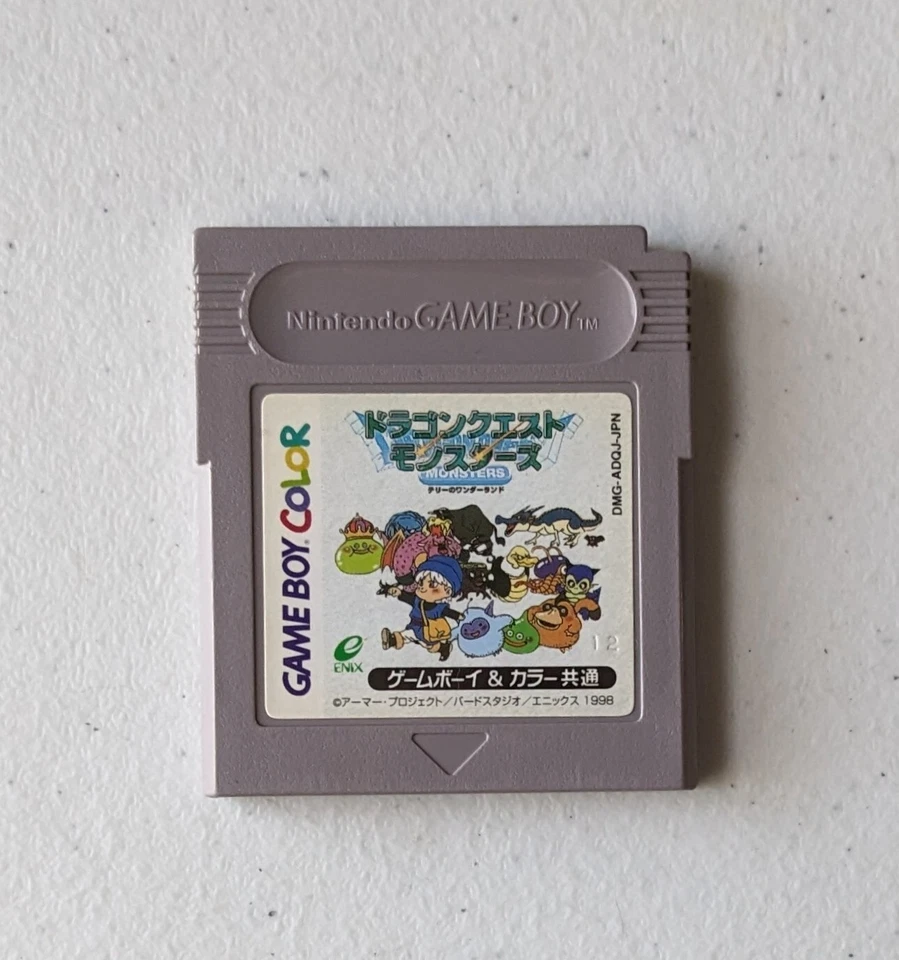 Nintendo GAME BOY TM
GAME BOY COLOR
ドラゴンクエスト
モンスターズ
MONSTERS
テリーのワンダーランド
DMG-ADQJ-JPN
12
ENIX
ゲームボーイ & カラー共通
©アーマー・プロジェクト/バードスタジオ/エニックス 1998